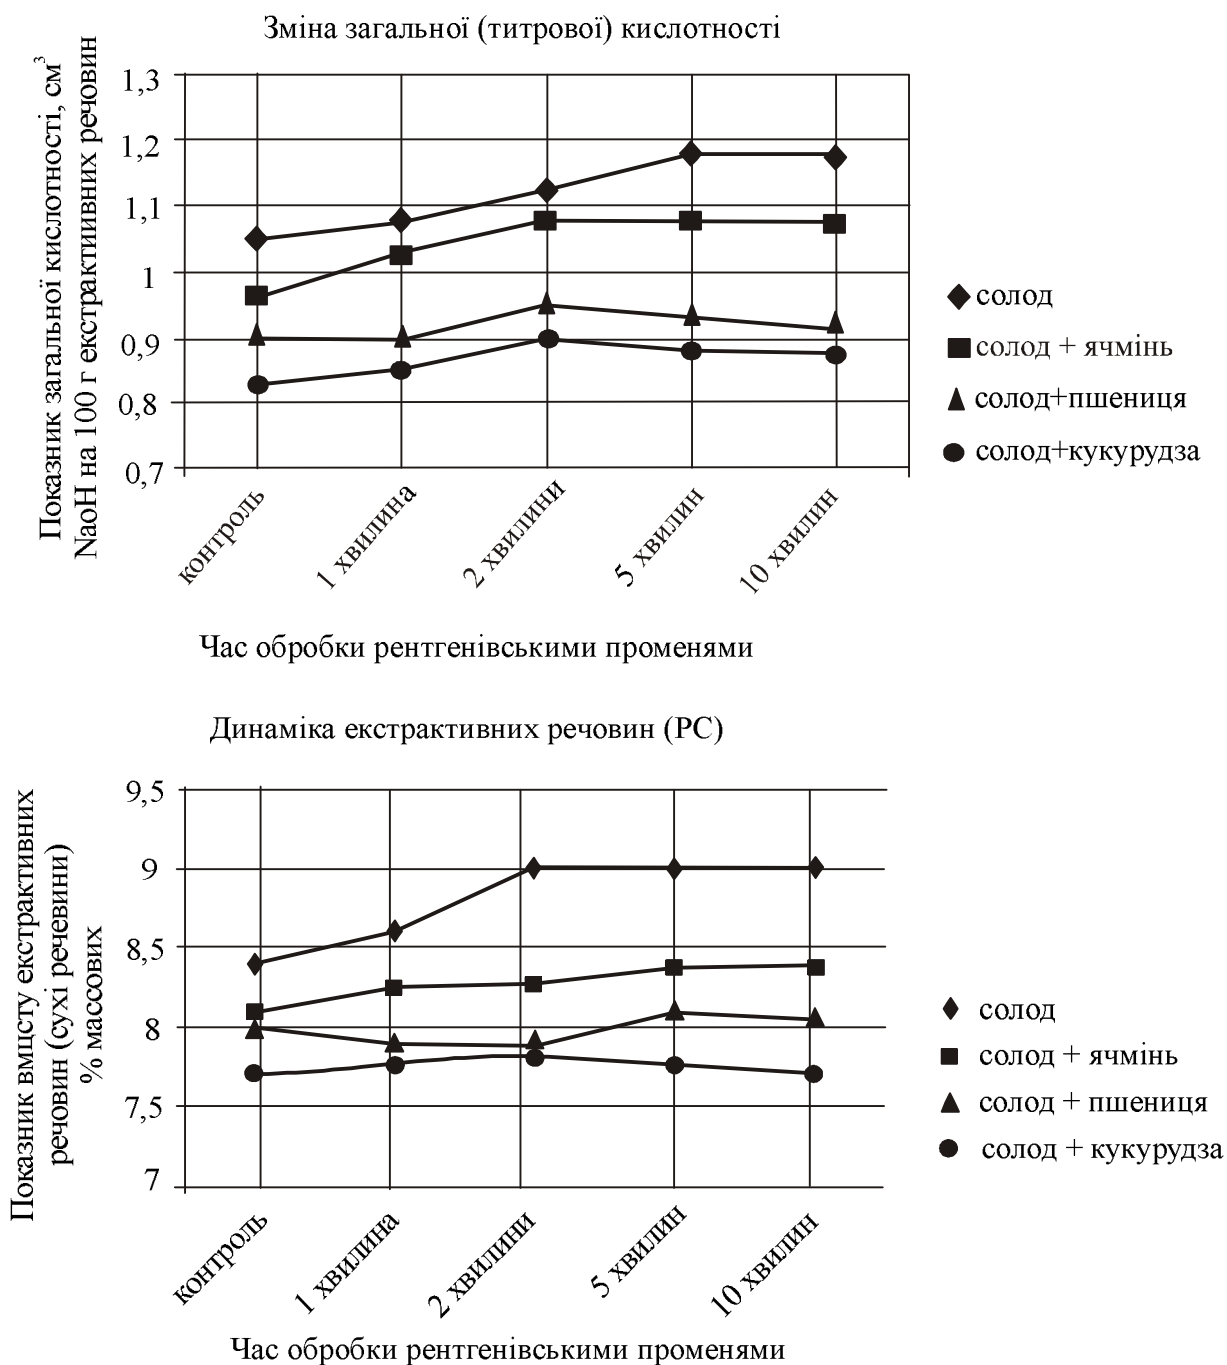 Зміна загальної (титрової) кислотності
Показник загальної кислотності, см³
NaoH на 100 г екстрактиивних речовин
1,3
1,2
1,1
1
0,9
0,8
0,7
контроль
1 хвилина
2 хвилини
5 хвилин
10 хвилин
солод
солод + ячмінь
солод+пшениця
солод+кукурудза
Час обробки рентгенівськими променями
Динаміка екстрактивних речовин (РС)
Показник вмцсту екстрактивних
речовин (сухі речевини)
% массових
9,5
9
8,5
8
7,5
7
контроль
1 хвилина
2 хвилини
5 хвилин
10 хвилин
солод
солод + ячмінь
солод + пшениця
солод + кукурудза
Час обробки рентгенівськими променями